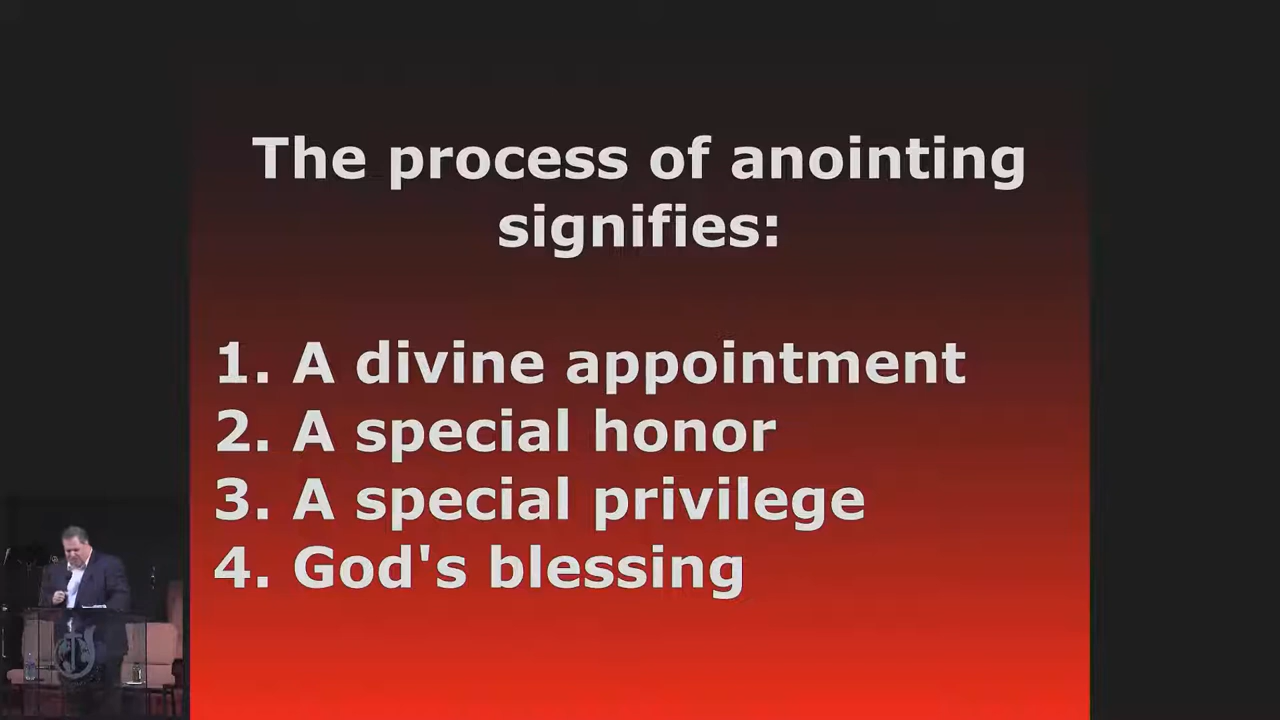 The process of anointing
signifies:
1. A divine appointment
2. A special honor
3. A special privilege
4. God's blessing